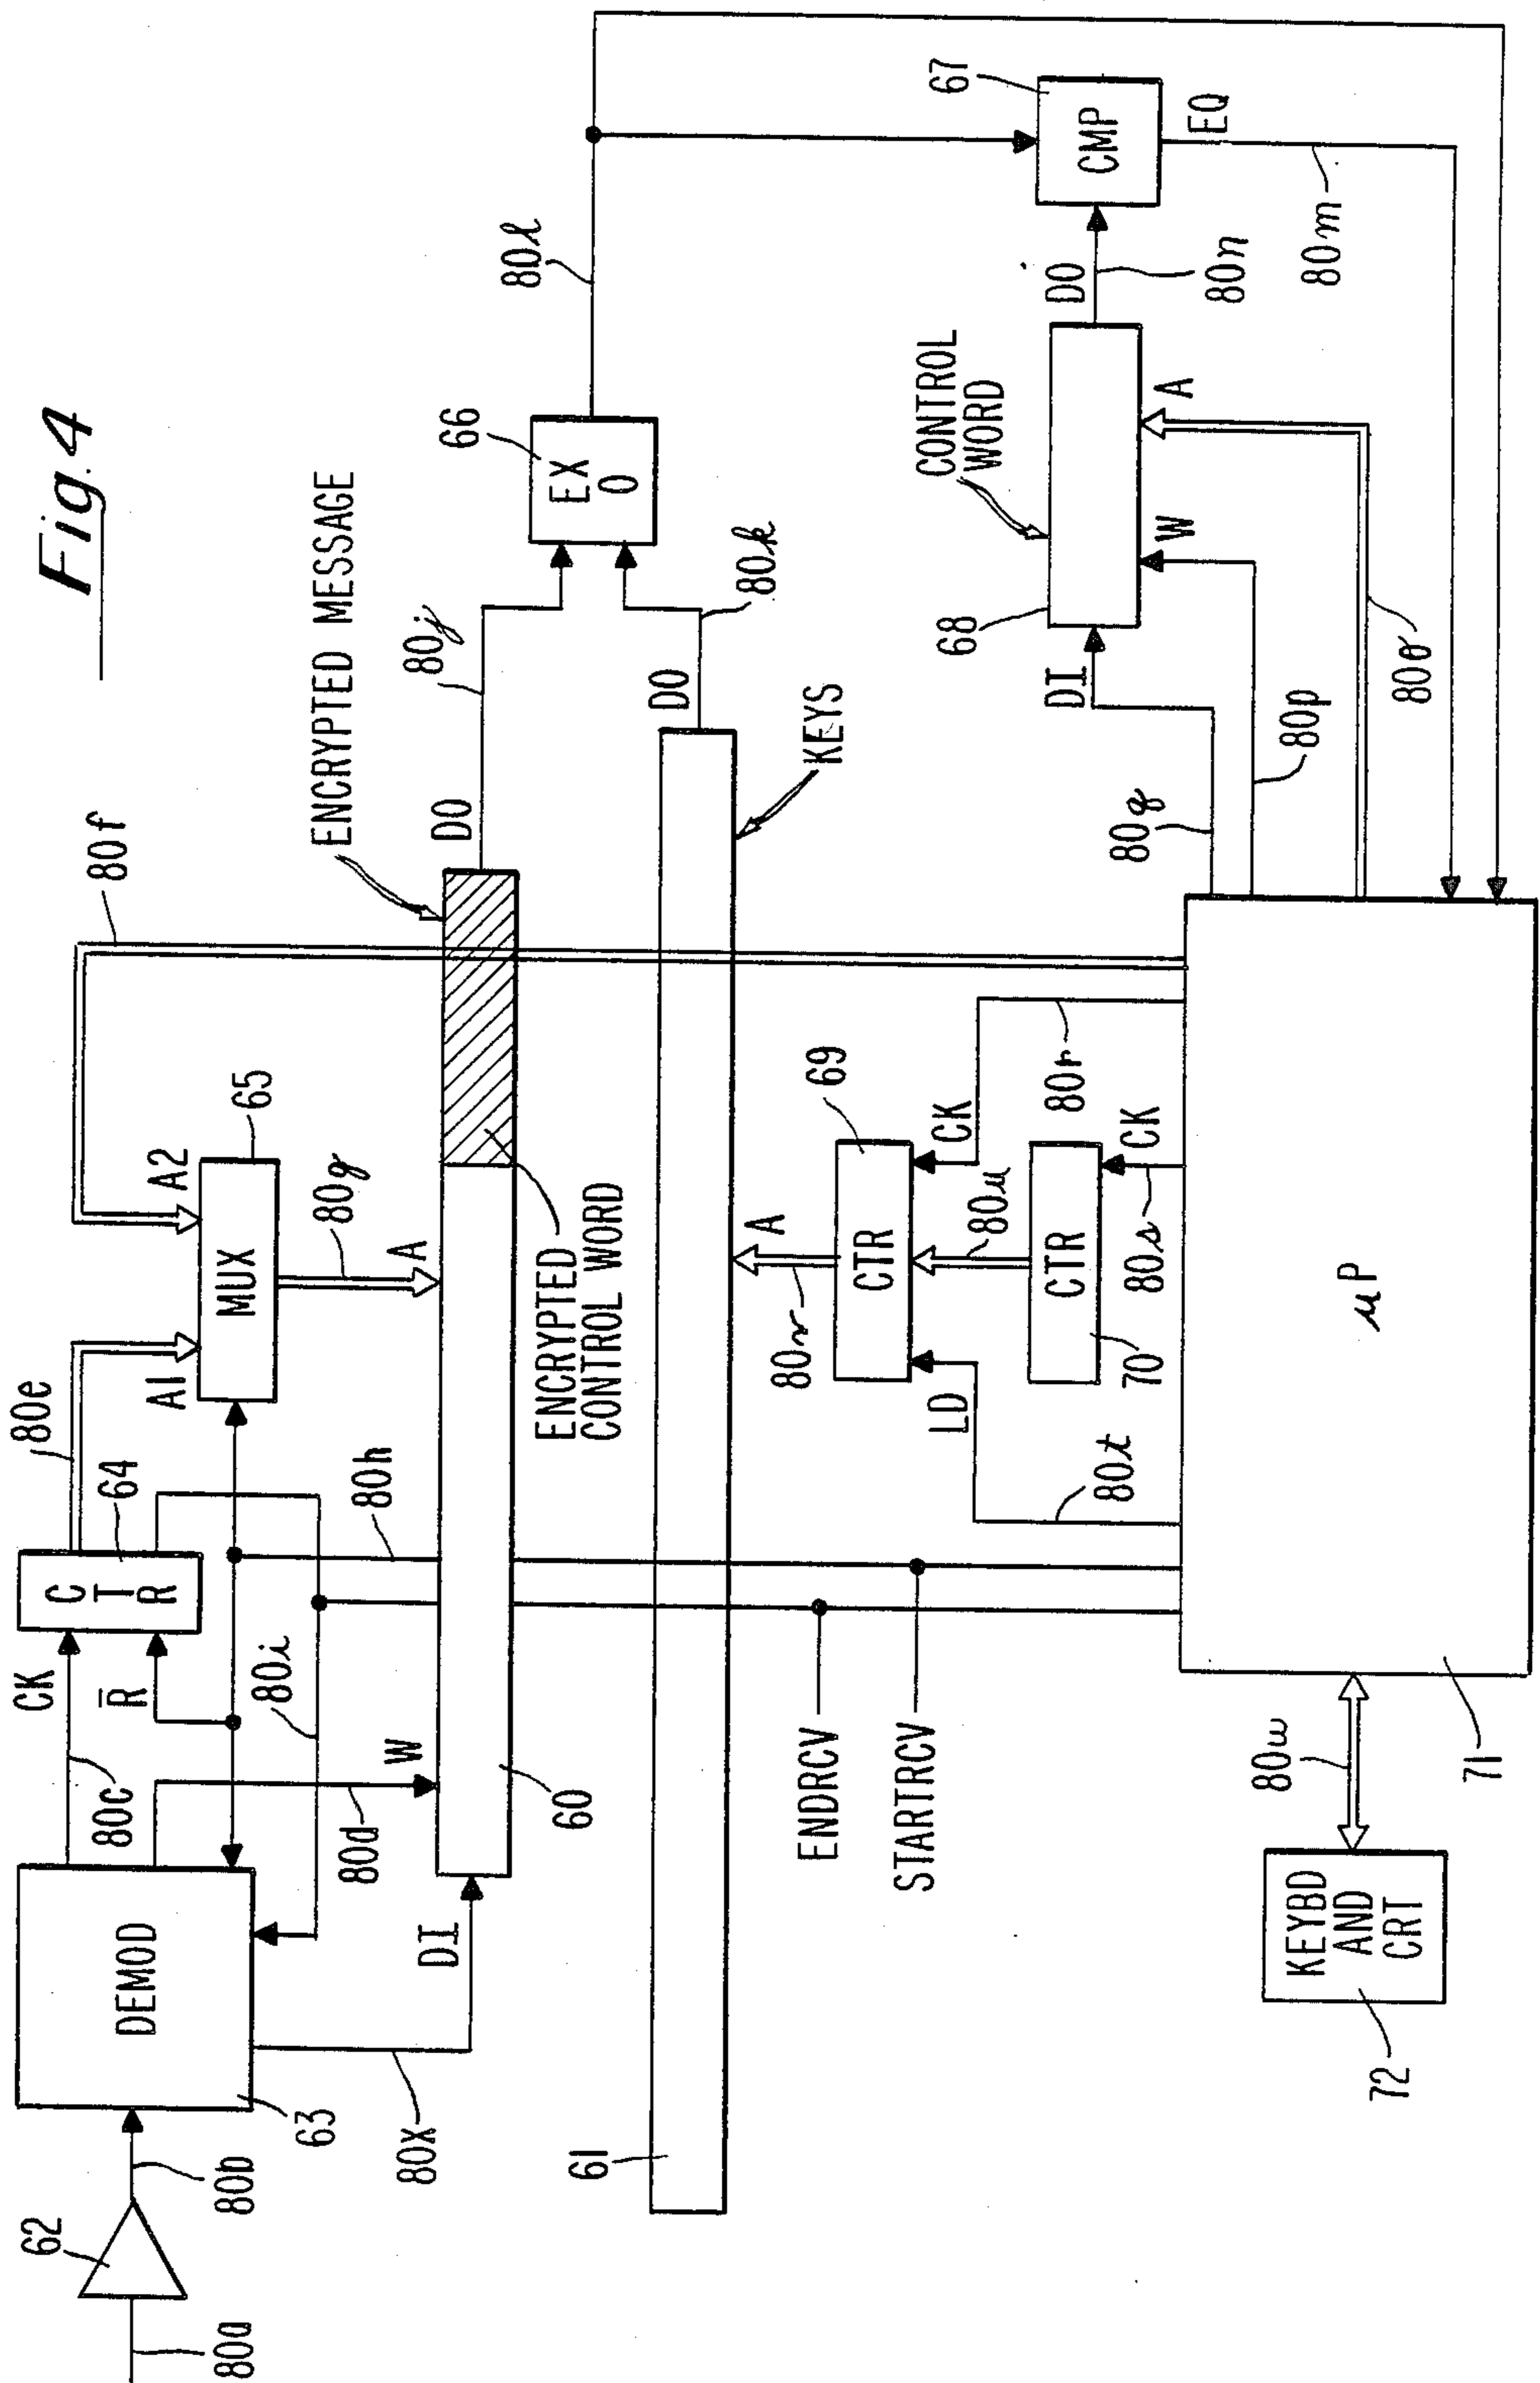 Fig. 4
80a
62
80b
DEMOD
63
80x
DI
CK
80c
R̅
80d
W
80i
C
T
R
64
80e
80h
A1
A2
MUX
65
80f
80g
A
60
ENCRYPTED
CONTROL WORD
ENCRYPTED MESSAGE
DO
80j
61
KEYS
DO
80k
EX
O
66
80l
67
CMP
EQ
80m
DO
80n
CONTROL
WORD
68
DI
W
A
80q
80p
80o
ENDRCV
STARTRCV
A
80v
69
CTR
LD
CK
80t
80u
80r
CTR
70
CK
80s
μP
71
80w
KEYBD
AND
CRT
72